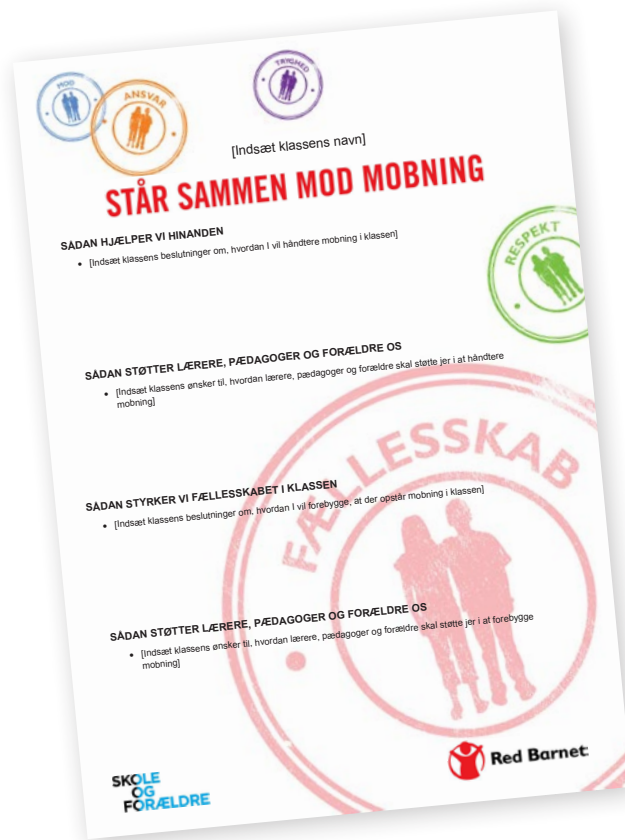 MOD
ANSVAR
TRYGHED
[Indsæt klassens navn]
STÅR SAMMEN MOD MOBNING
SÅDAN HJÆLPER VI HINANDEN
• [Indsæt klassens beslutninger om, hvordan I vil håndtere mobning i klassen]
RESPEKT
SÅDAN STØTTER LÆRERE, PÆDAGOGER OG FORÆLDRE OS
• [Indsæt klassens ønsker til, hvordan lærere, pædagoger og forældre skal støtte jer i at håndtere
mobning]
FÆLLESSKAB
SÅDAN STYRKER VI FÆLLESSKABET I KLASSEN
• [Indsæt klassens beslutninger om, hvordan I vil forebygge, at der opstår mobning i klassen]
SÅDAN STØTTER LÆRERE, PÆDAGOGER OG FORÆLDRE OS
• [Indsæt klassens ønsker til, hvordan lærere, pædagoger og forældre skal støtte jer i at forebygge
mobning]
SKOLE
OG
FORÆLDRE
Red Barnet